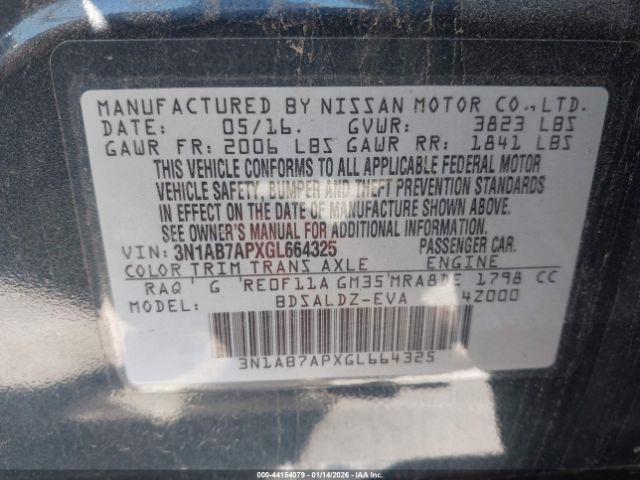 MANUFACTURED BY NISSAN MOTOR CO.,LTD.
DATE: 05/16. GVWR: 3823 LBS
GAWR FR: 2006 LBS GAWR RR: 1841 LBS
THIS VEHICLE CONFORMS TO ALL APPLICABLE FEDERAL MOTOR
VEHICLE SAFETY, BUMPER AND THEFT PREVENTION STANDARDS
IN EFFECT ON THE DATE OF MANUFACTURE SHOWN ABOVE.
SEE OWNER'S MANUAL FOR ADDITIONAL INFORMATION.
VIN: 3N1AB7APXGL664325 PASSENGER CAR.
COLOR TRIM TRANS AXLE ENGINE
RAQ G RE0F11A GM35 MRA8DE 1798 CC
MODEL: BDSALDZ-EVA 4Z000
3N1AB7APXGL664325
000-44154079 - 01/14/2026 - IAAI.CA